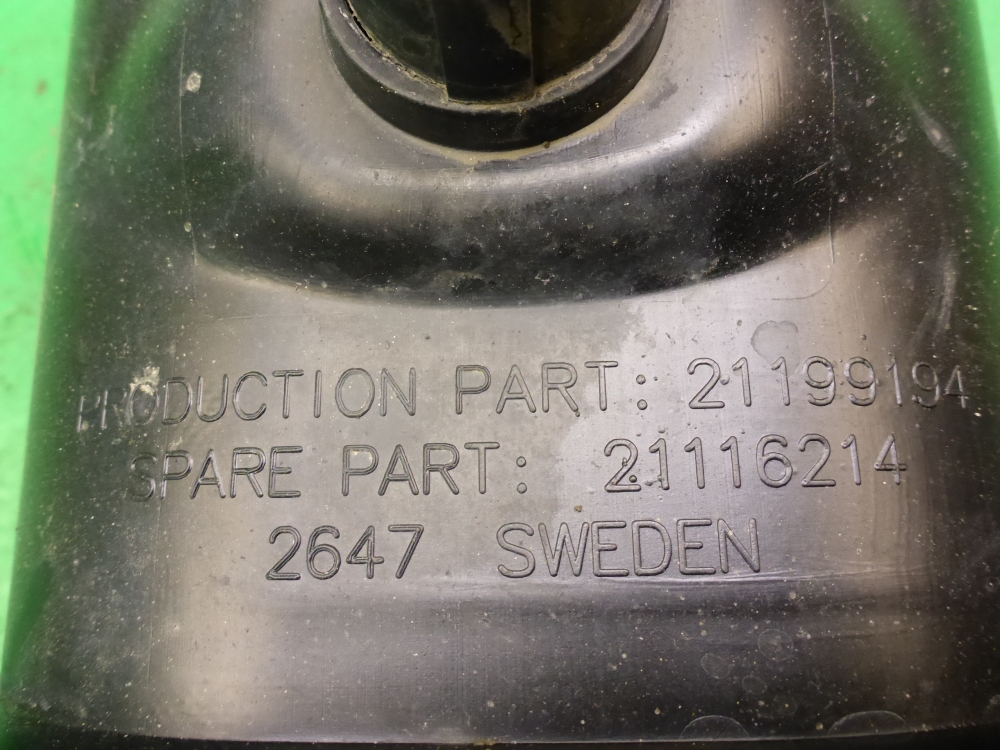 PRODUCTION PART: 21199194
SPARE PART: 21116214
2647 SWEDEN